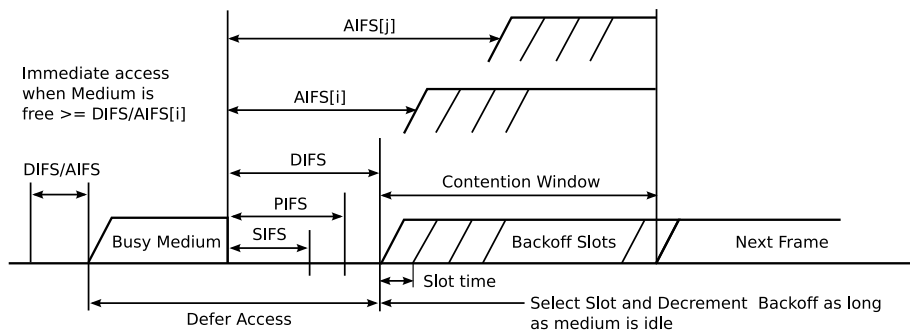 AIFS[j]
Immediate access
when Medium is
free >= DIFS/AIFS[i]
AIFS[i]
DIFS/AIFS
DIFS
Contention Window
PIFS
Busy Medium
SIFS
Backoff Slots
Next Frame
Slot time
Defer Access
Select Slot and Decrement Backoff as long
as medium is idle